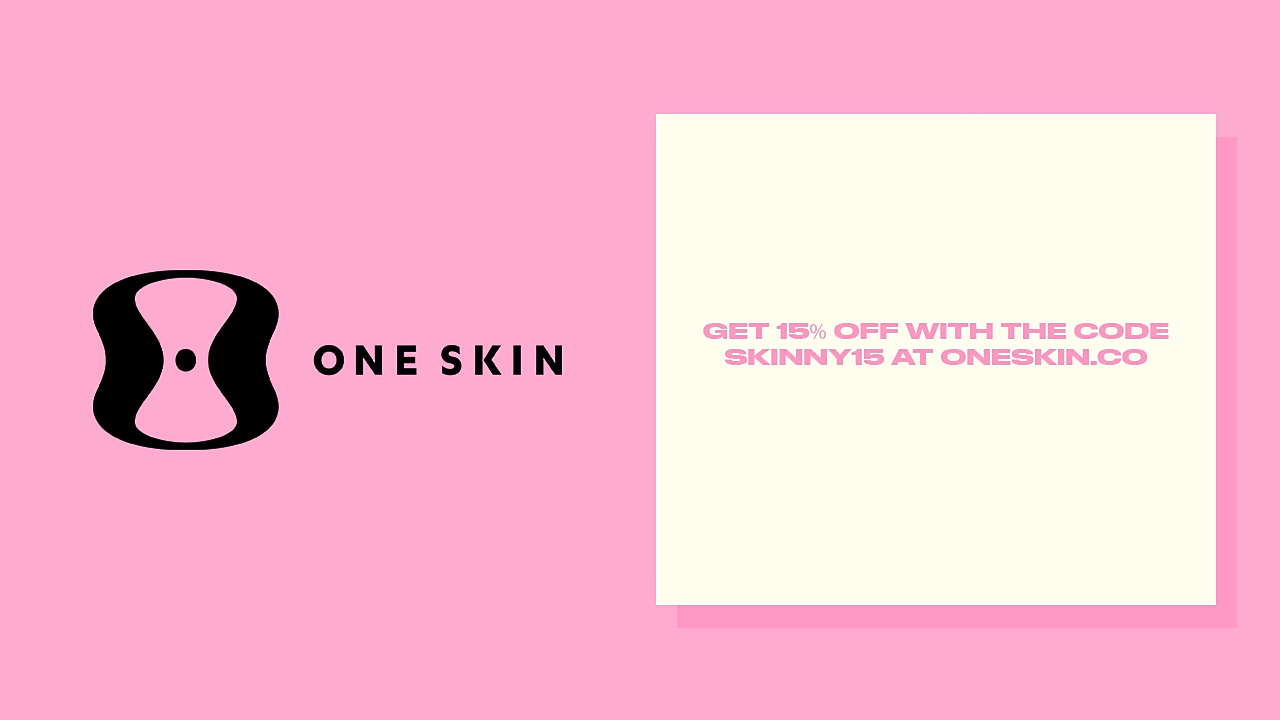 ONE SKIN
GET 15% OFF WITH THE CODE
SKINNY15 AT ONESKIN.CO